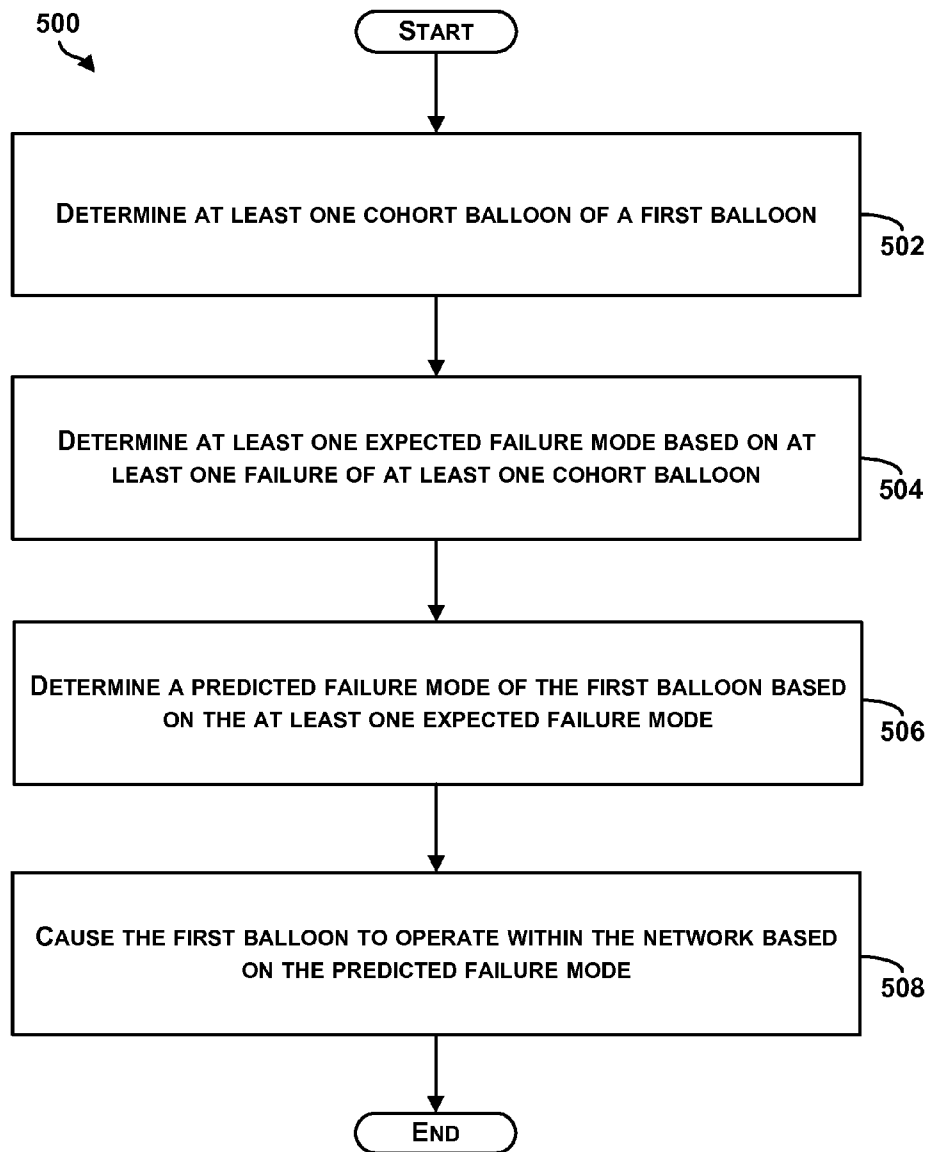 500
START
DETERMINE AT LEAST ONE COHORT BALLOON OF A FIRST BALLOON
502
DETERMINE AT LEAST ONE EXPECTED FAILURE MODE BASED ON AT
LEAST ONE FAILURE OF AT LEAST ONE COHORT BALLOON
504
DETERMINE A PREDICTED FAILURE MODE OF THE FIRST BALLOON BASED
ON THE AT LEAST ONE EXPECTED FAILURE MODE
506
CAUSE THE FIRST BALLOON TO OPERATE WITHIN THE NETWORK BASED
ON THE PREDICTED FAILURE MODE
508
END